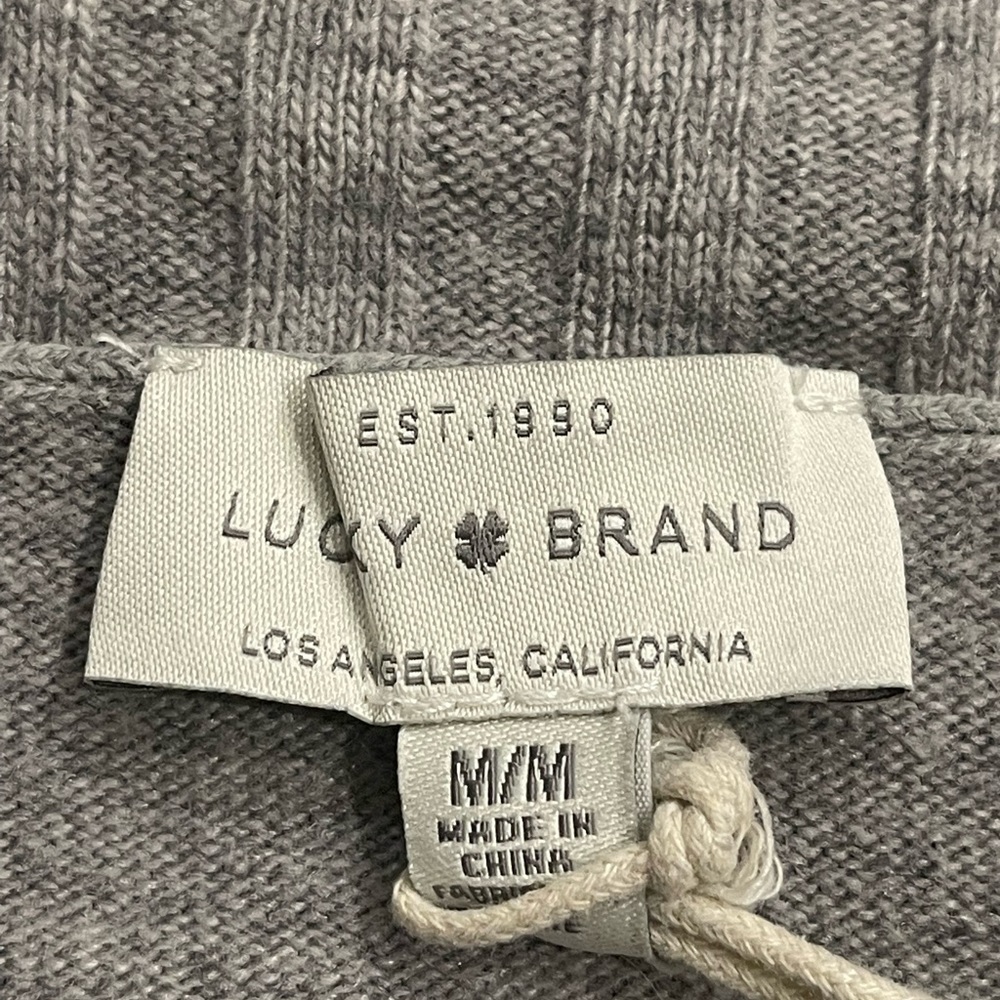 EST.1990
LUCKY BRAND
LOS ANGELES, CALIFORNIA
M/M
MADE IN
CHINA